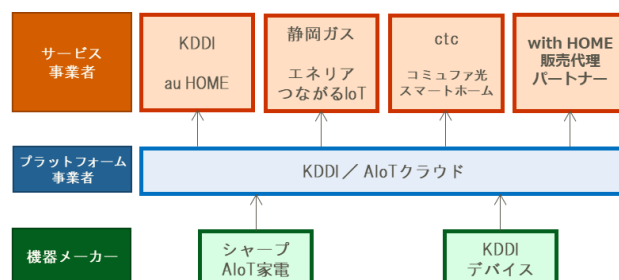 サービス
事業者
KDDI
au HOME
静岡ガス
エネリア
つながるIoT
ctc
コミュファ光
スマートホーム
with HOME
販売代理
パートナー
プラットフォーム
事業者
KDDI／AIoTクラウド
機器メーカー
シャープ
AIoT家電
KDDI
デバイス